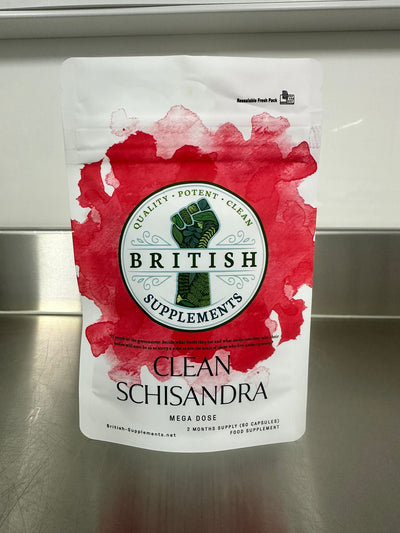 Resealable Fresh Pack
QUALITY • POTENT • CLEAN
BRITISH
SUPPLEMENTS
CLEAN
SCHISANDRA
MEGA DOSE
British-Supplements.net
2 MONTHS SUPPLY (60 CAPSULES)
FOOD SUPPLEMENT